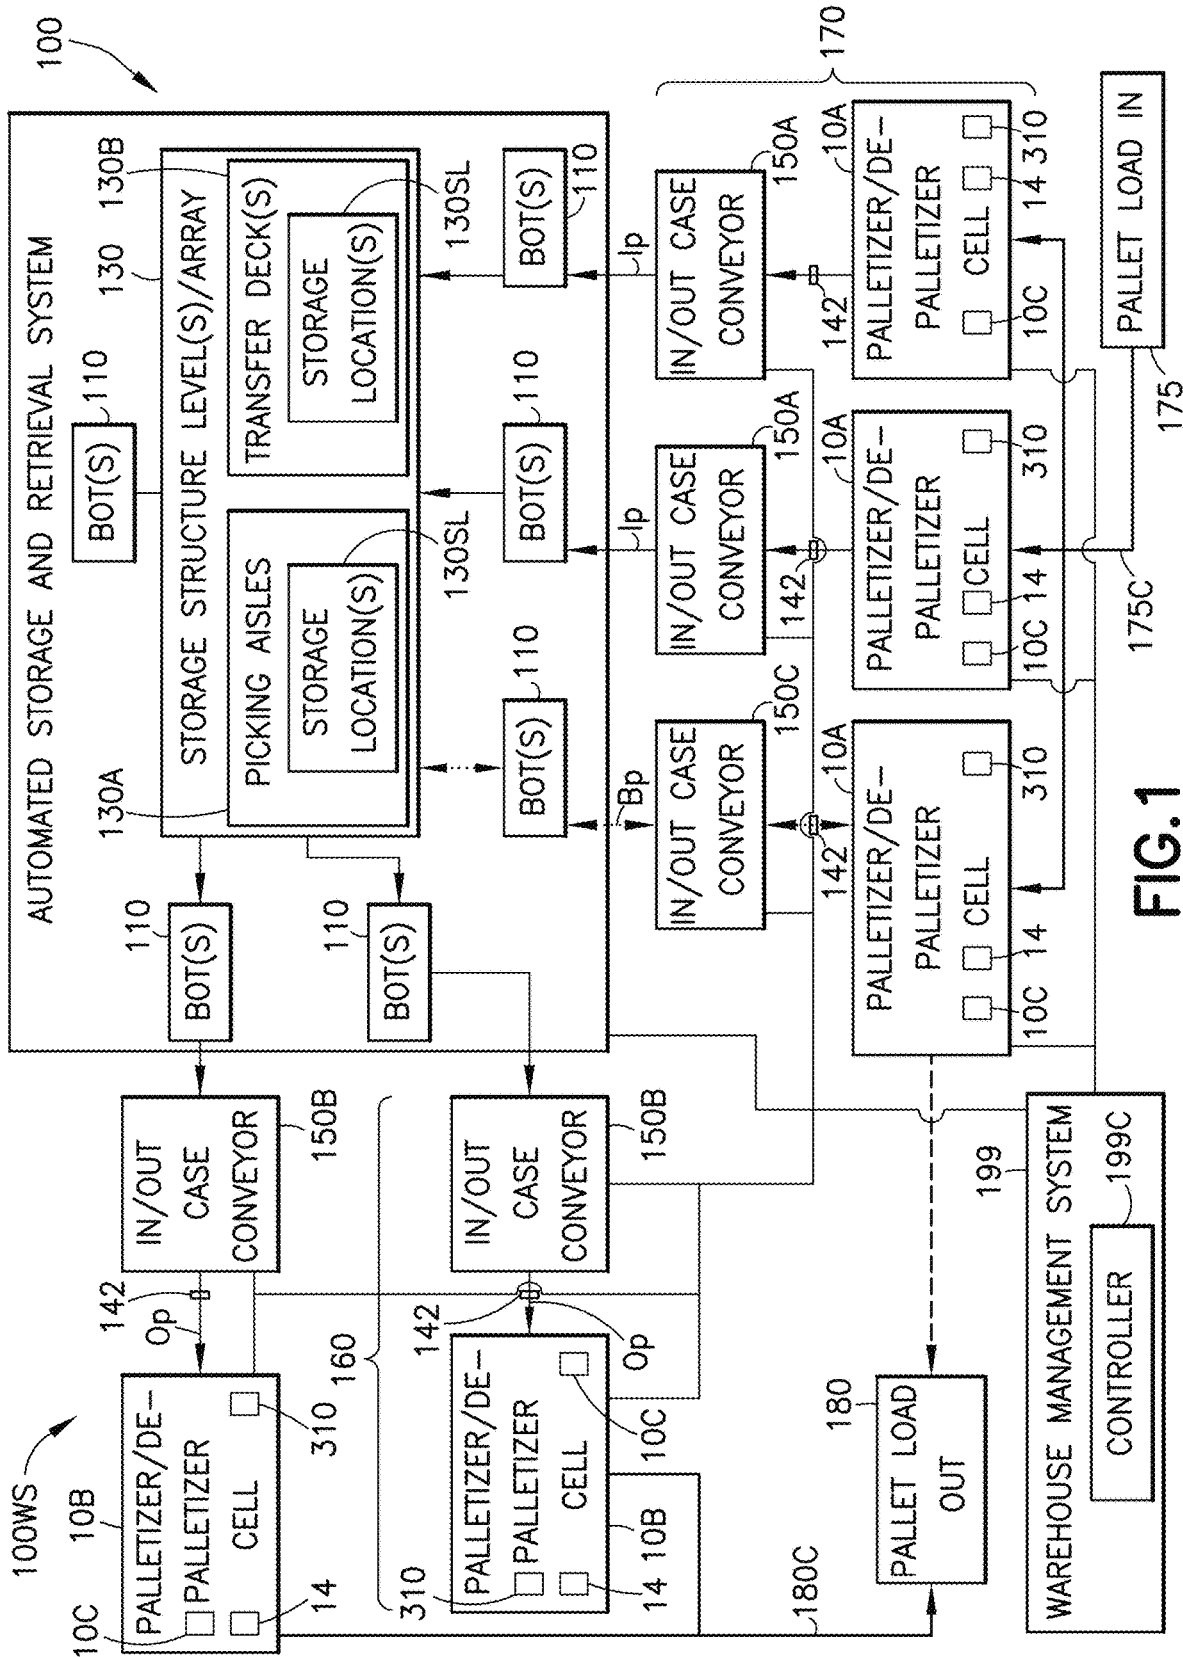 100WS
100
AUTOMATED STORAGE AND RETRIEVAL SYSTEM
10B
10C
PALLETIZER/DE-
PALLETIZER
CELL
14
310
Op
142
IN/OUT
CASE
CONVEYOR
150B
BOT(S)
110
BOT(S)
110
BOT(S)
110
130
130B
STORAGE STRUCTURE LEVEL(S)/ARRAY
130A
PICKING AISLES
STORAGE
LOCATION(S)
130SL
TRANSFER DECK(S)
STORAGE
LOCATION(S)
130SL
160
310
PALLETIZER/DE-
PALLETIZER
CELL
14
10B
10C
Op
142
IN/OUT
CASE
CONVEYOR
150B
BOT(S)
110
BOT(S)
110
BOT(S)
110
Bp
Ip
Ip
IN/OUT CASE
CONVEYOR
150C
IN/OUT CASE
CONVEYOR
150A
IN/OUT CASE
CONVEYOR
150A
142
142
142
170
180C
180
PALLET LOAD
OUT
10A
PALLETIZER/DE-
PALLETIZER
CELL
10C
14
310
10A
PALLETIZER/DE-
PALLETIZER
CELL
10C
14
310
10A
PALLETIZER/DE-
PALLETIZER
CELL
10C
14
310
199
WAREHOUSE MANAGEMENT SYSTEM
CONTROLLER
199C
175C
PALLET LOAD IN
175
FIG.1